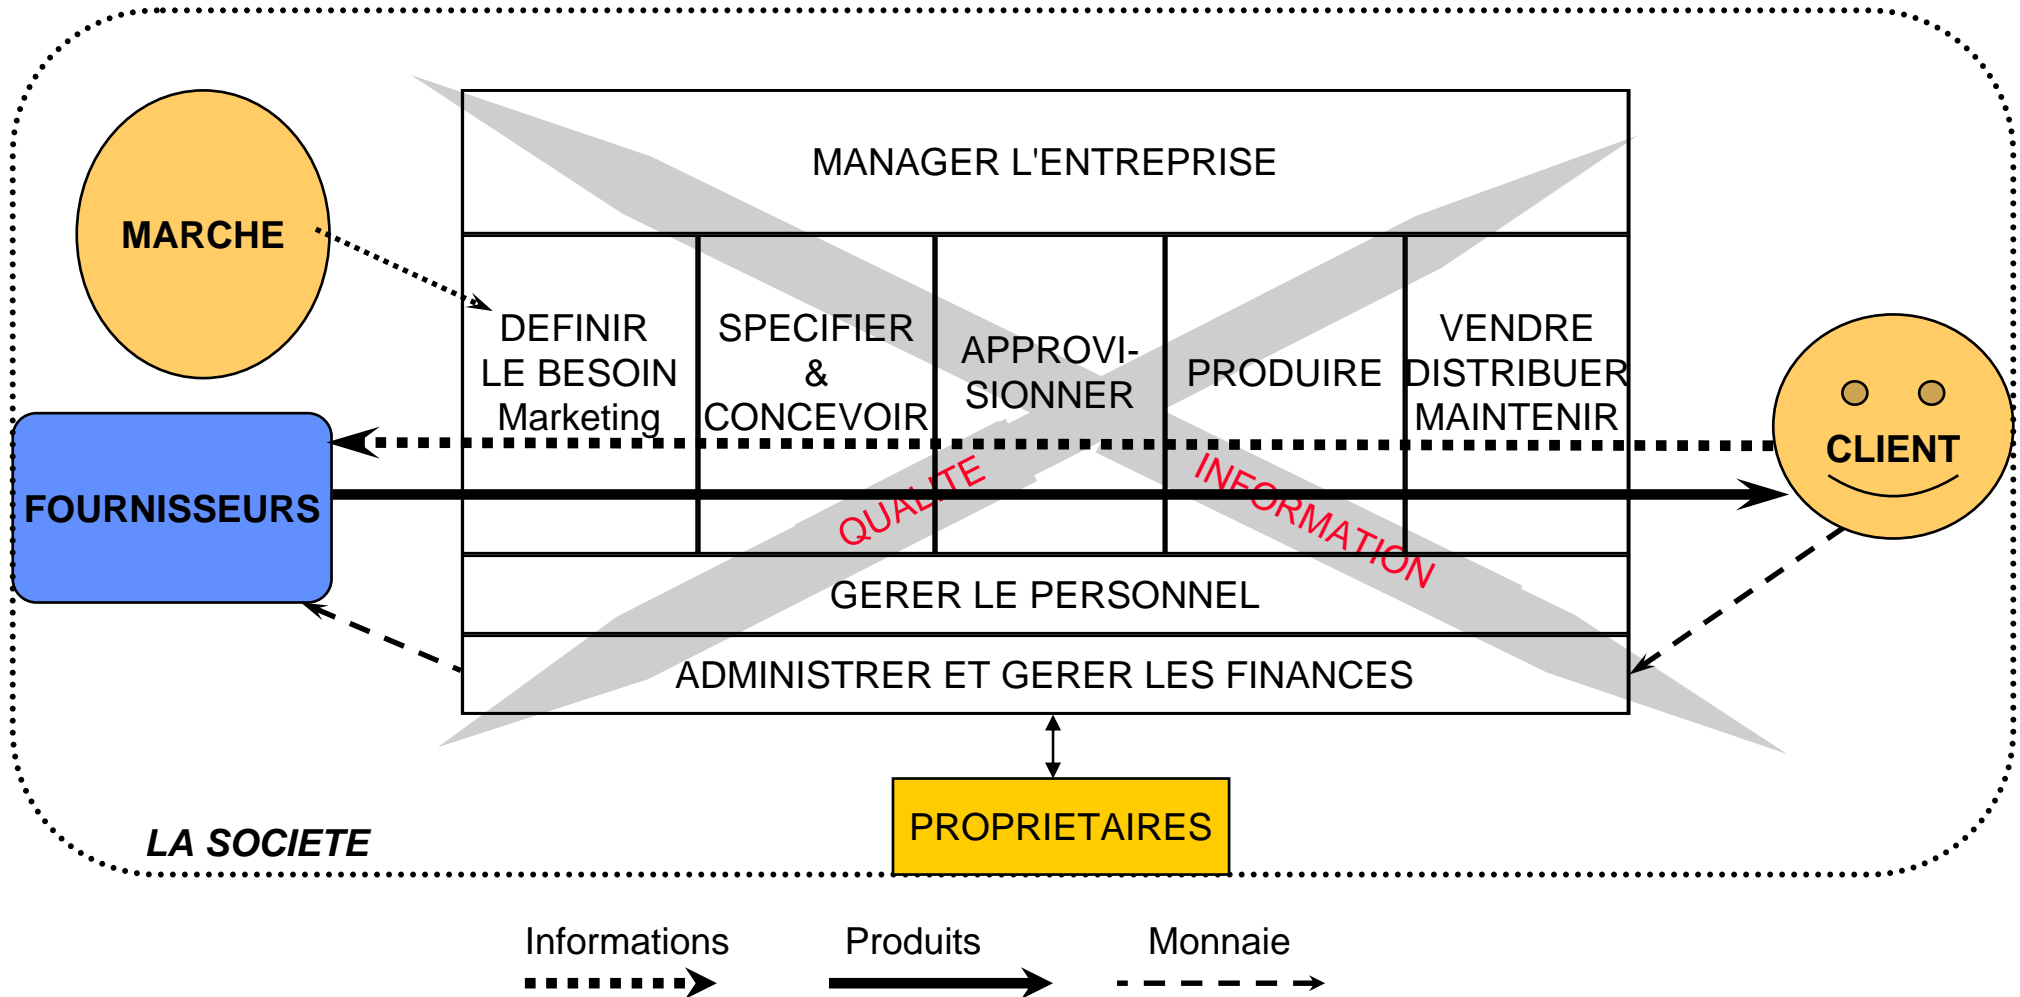 MANAGER L'ENTREPRISE
MARCHE
DEFINIR
LE BESOIN
Marketing
SPECIFIER
&
CONCEVOIR
APPROVI-
SIONNER
PRODUIRE
VENDRE
DISTRIBUER
MAINTENIR
CLIENT
FOURNISSEURS
QUALITE
INFORMATION
GERER LE PERSONNEL
ADMINISTRER ET GERER LES FINANCES
PROPRIETAIRES
LA SOCIETE
Informations
Produits
Monnaie